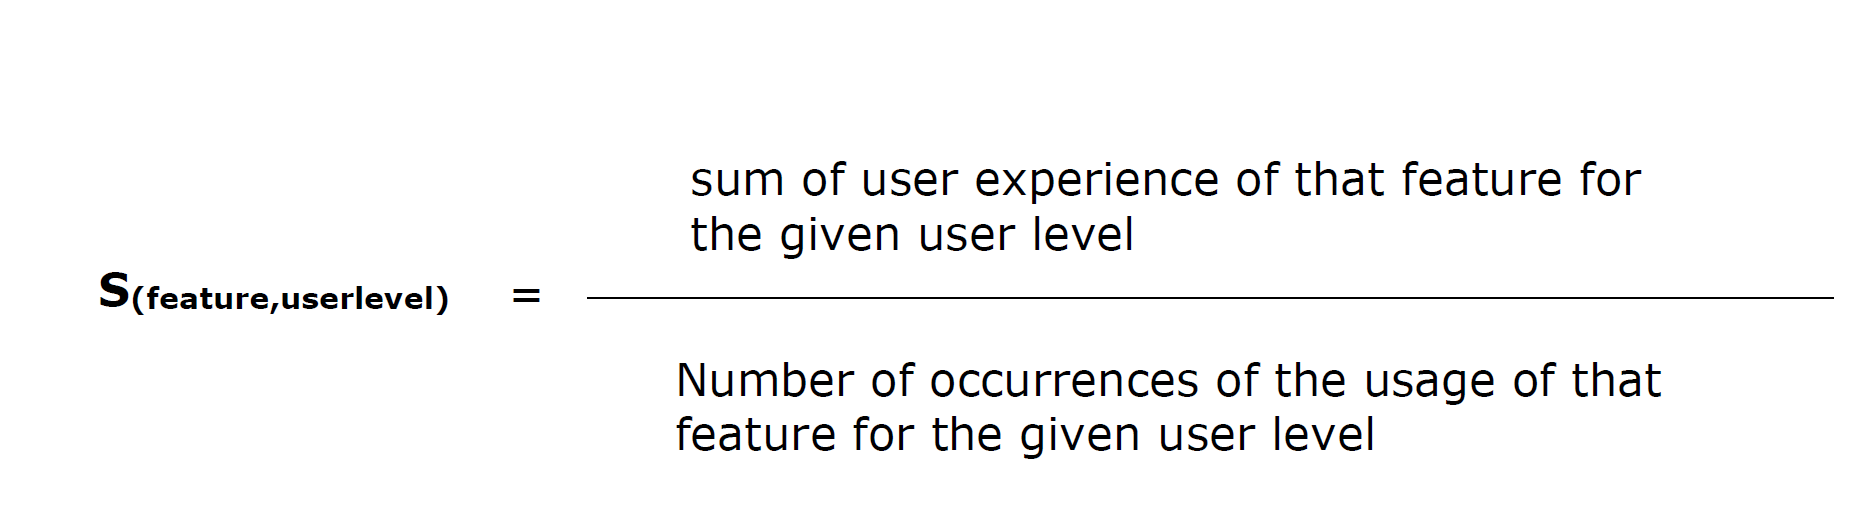 sum of user experience of that feature for
the given user level
S(feature,userlevel) =
Number of occurrences of the usage of that
feature for the given user level